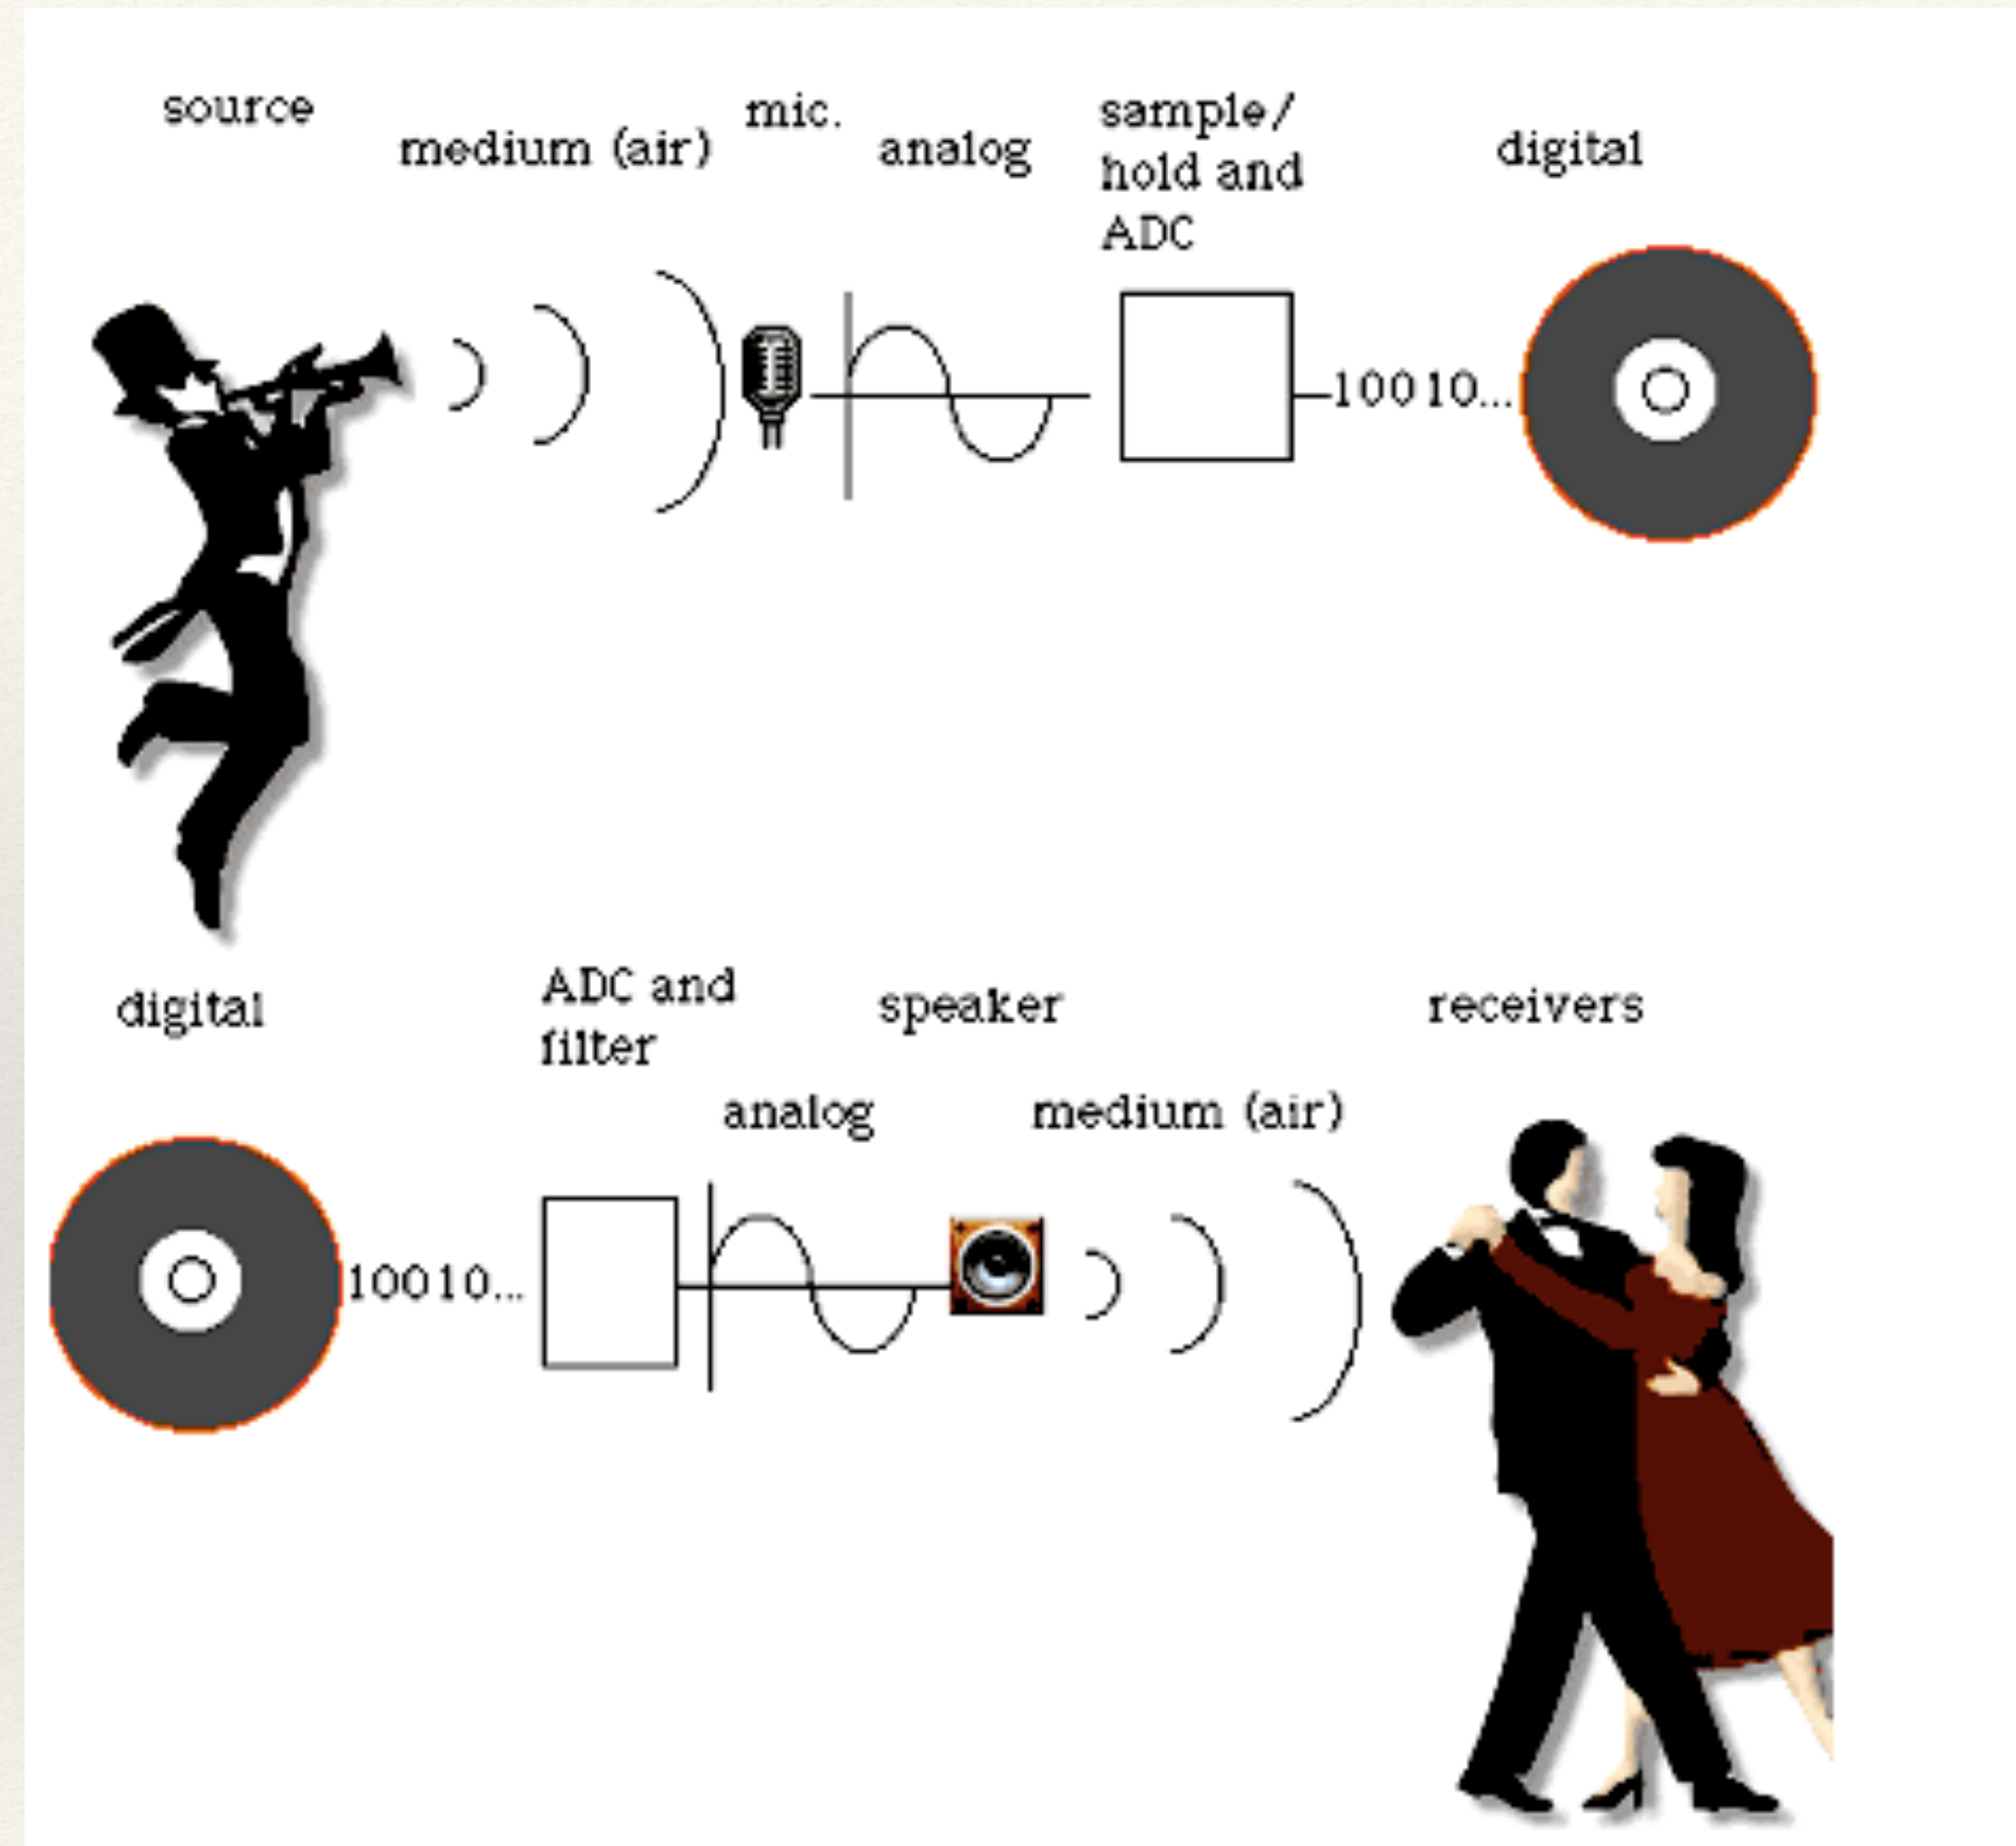 source
medium (air)
mic.
analog
sample/
hold and
ADC
digital
10010...
digital
ADC and
filter
analog
speaker
medium (air)
receivers
10010...